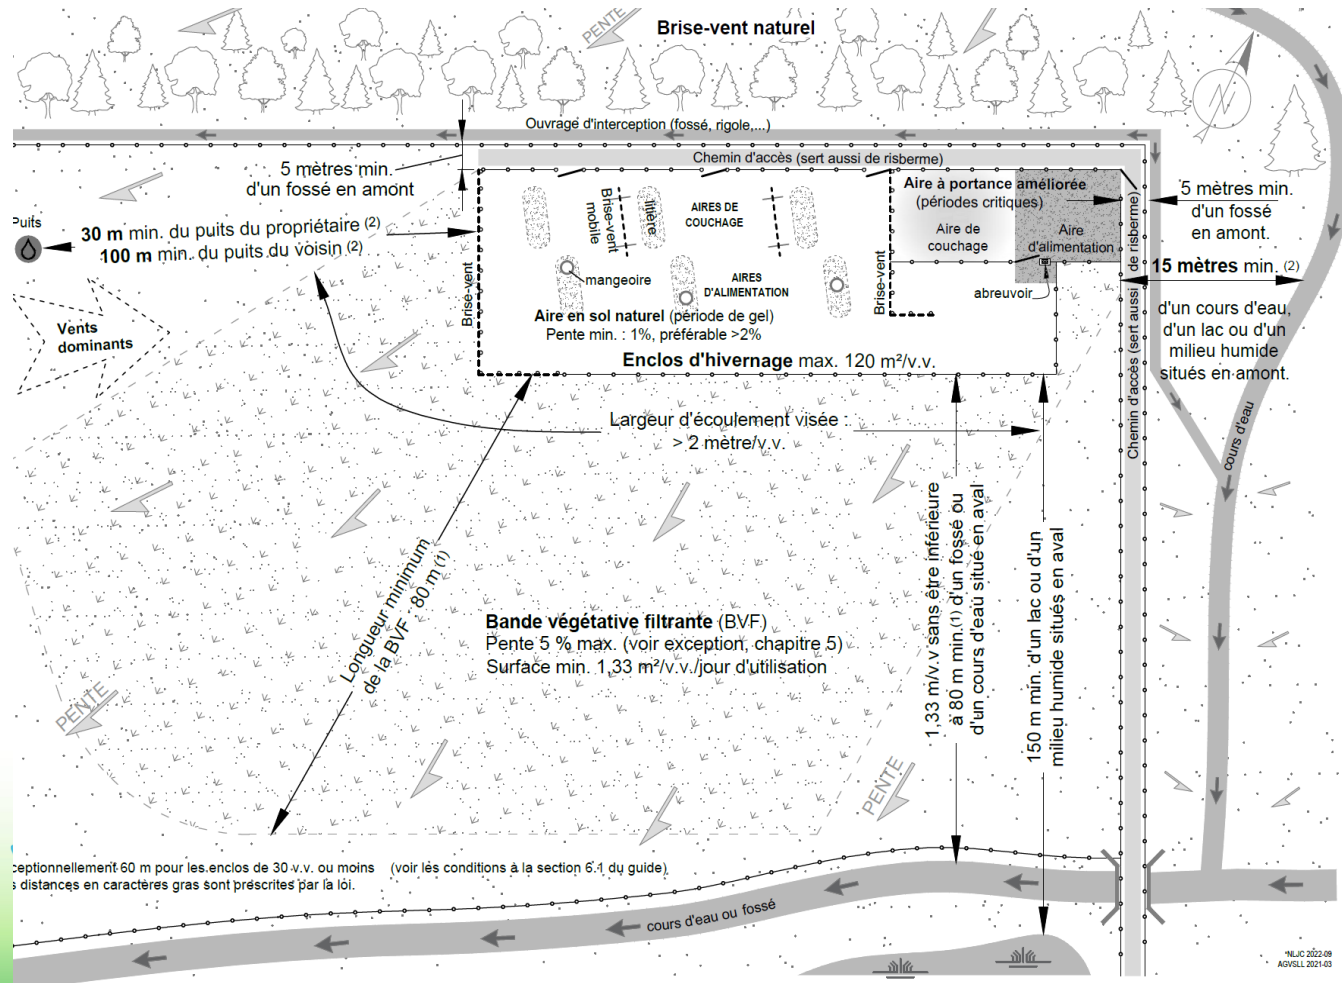 PENTE
Brise-vent naturel
Ouvrage d'interception (fossé, rigole,...)
Chemin d'accès (sert aussi de risberme)
5 mètres min.
d'un fossé en amont
Puits
30 m min. du puits du propriétaire (2)
100 m min. du puits du voisin (2)
Vents
dominants
Brise-vent
Brise-vent
mobile
litière
AIRES DE
COUCHAGE
mangeoire
AIRES
D'ALIMENTATION
Aire en sol naturel (période de gel)
Pente min. : 1%, préférable >2%
Enclos d'hivernage max. 120 m²/v.v.
Brise-vent
Aire à portance améliorée
(périodes critiques)
Aire de
couchage
Aire
d'alimentation
abreuvoir
Chemin d'accès (sert aussi de risberme)
5 mètres min.
d'un fossé
en amont.
15 mètres min. (2)
d'un cours d'eau,
d'un lac ou d'un
milieu humide
situés en amont.
cours d'eau
Largeur d'écoulement visée :
> 2 mètre/v.v.
Longueur minimum
de la BVF : 80 m (1)
Bande végétative filtrante (BVF)
Pente 5 % max. (voir exception, chapitre 5)
Surface min. 1,33 m²/v.v./jour d'utilisation
1,33 m/v.v sans être inférieure
à 80 m min.(1) d'un fossé ou
d'un cours d'eau situé en aval
150 m min. d'un lac ou d'un
milieu humide situés en aval
PENTE
PENTE
ceptionnellement 60 m pour les enclos de 30 v.v. ou moins (voir les conditions à la section 6.1 du guide)
s distances en caractères gras sont prescrites par la loi.
cours d'eau ou fossé
*NLJC 2022-09
AGVSLL 2021-03